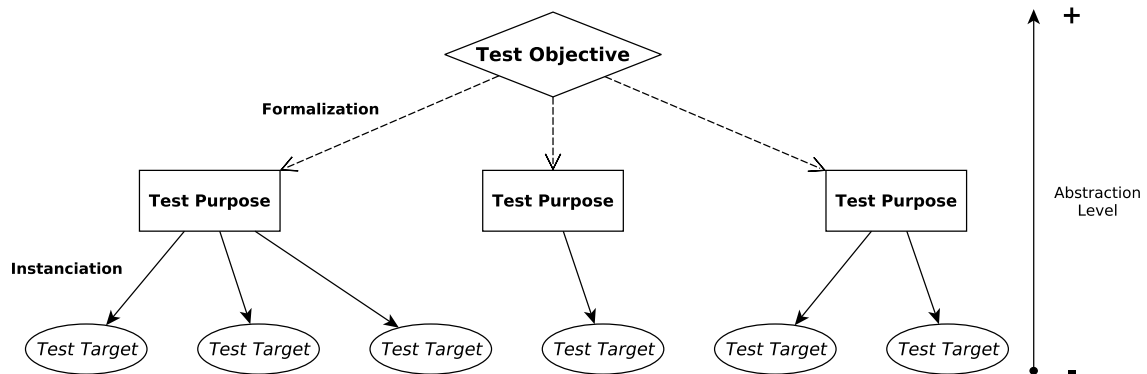 +
Test Objective
Formalization
Test Purpose
Test Purpose
Test Purpose
Abstraction
Level
Instanciation
Test Target
Test Target
Test Target
Test Target
Test Target
Test Target
-